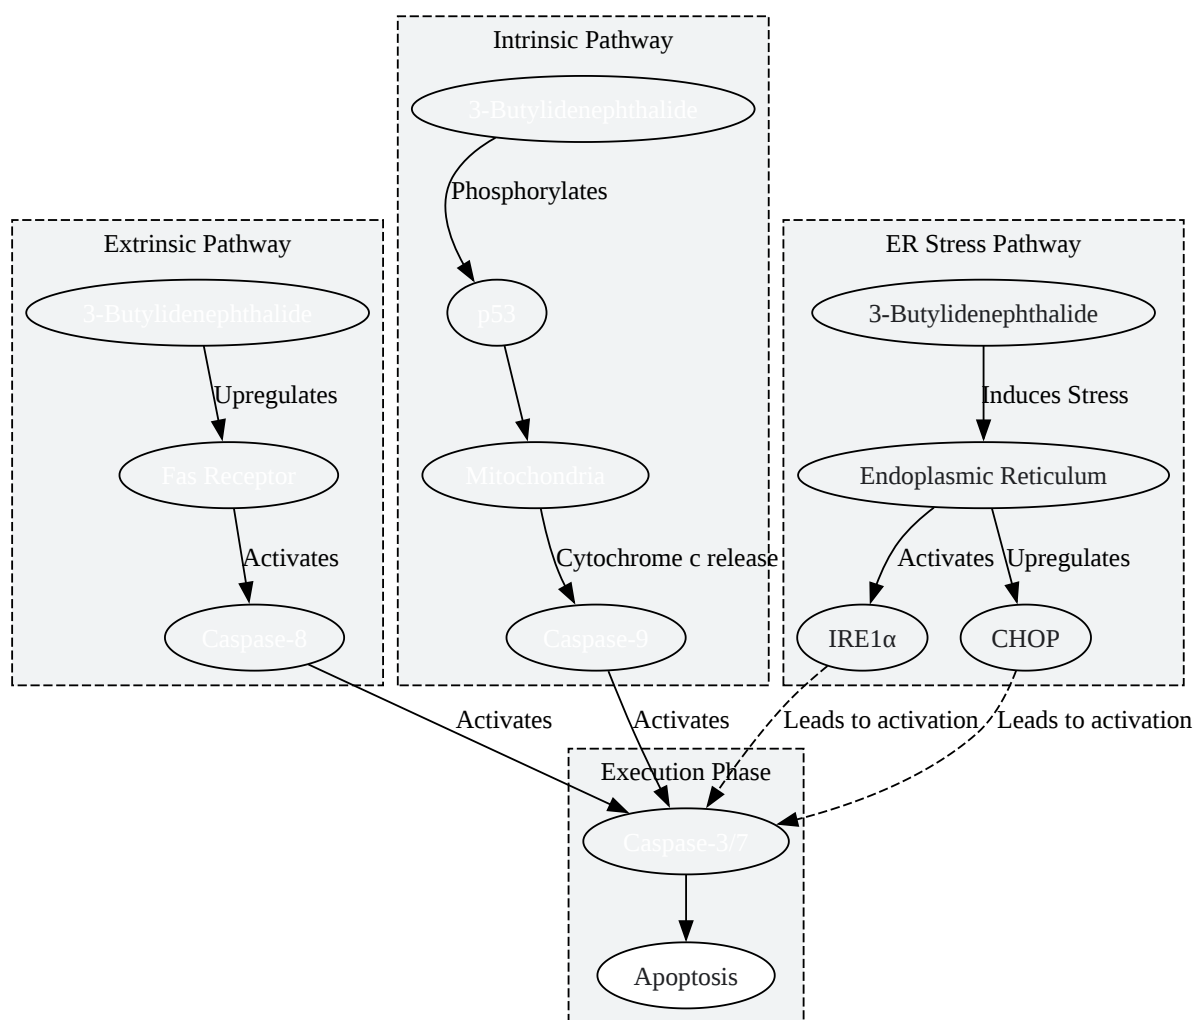 Intrinsic Pathway
3-Butylidenephthalide
Phosphorylates
p53
Mitochondria
Cytochrome c release
Caspase-9
Activates
Extrinsic Pathway
3-Butylidenephthalide
Upregulates
Fas Receptor
Activates
Caspase-8
Activates
ER Stress Pathway
3-Butylidenephthalide
Induces Stress
Endoplasmic Reticulum
Activates
Upregulates
IRE1α
CHOP
Leads to activation
Leads to activation
Execution Phase
Caspase-3/7
Apoptosis